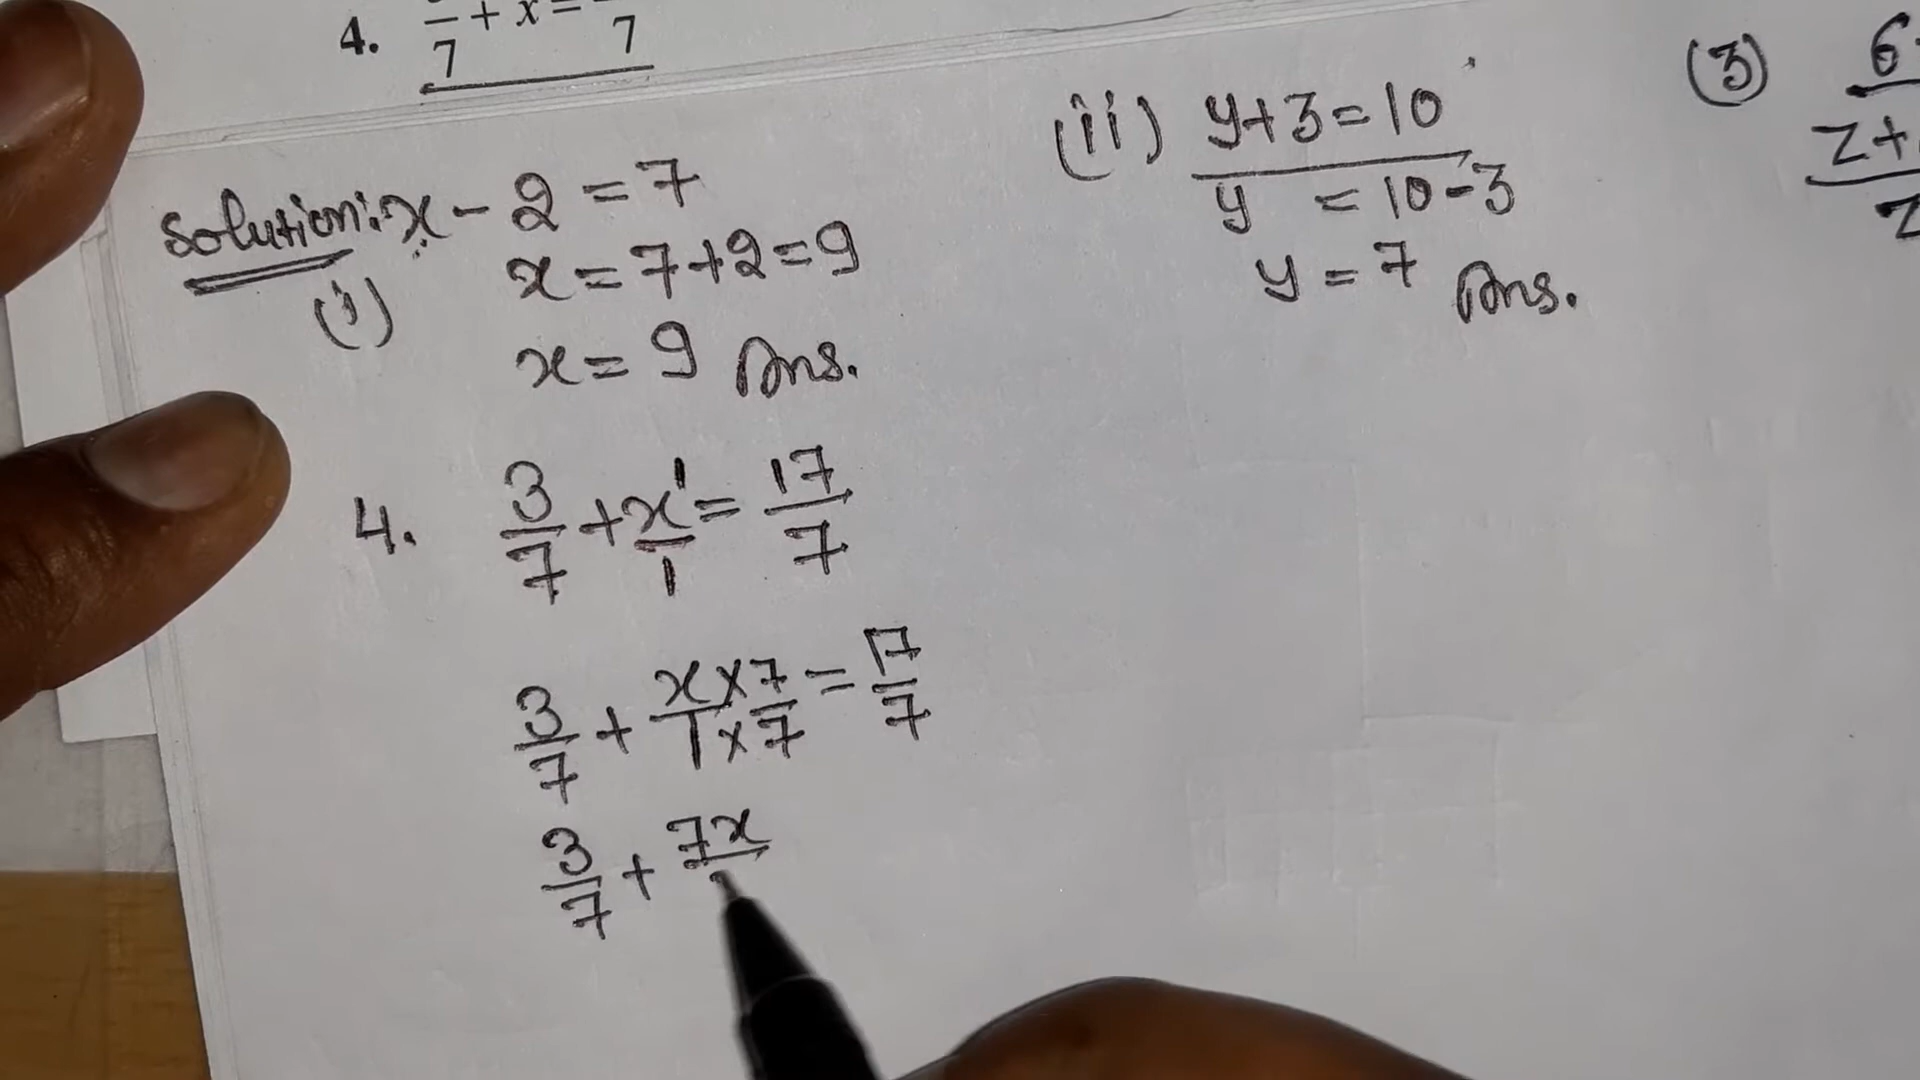 4. /7 + x = /7
Solution: x - 2 = 7
(i) x = 7+2 = 9
x = 9 Ans.
(ii) y+3 = 10
y = 10-3
y = 7 Ans.
(3) 6
z+
z
4. 3/7 + x'/1 = 17/7
3/7 + x×7/1×7 = 17/7
3/7 + 7x/